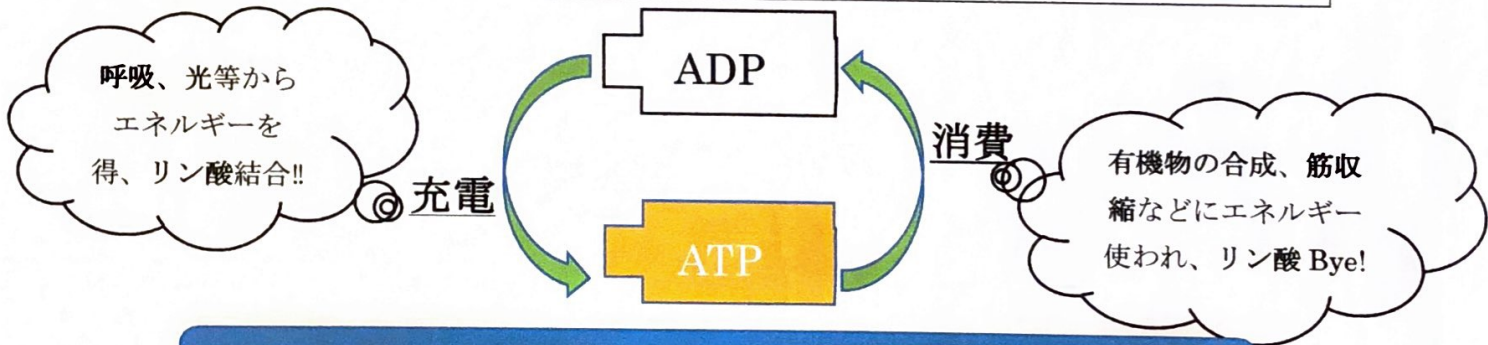 ADP
呼吸、光等から
エネルギーを
得、リン酸結合!!
充電
消費
有機物の合成、筋収
縮などにエネルギー
使われ、リン酸 Bye!
ATP